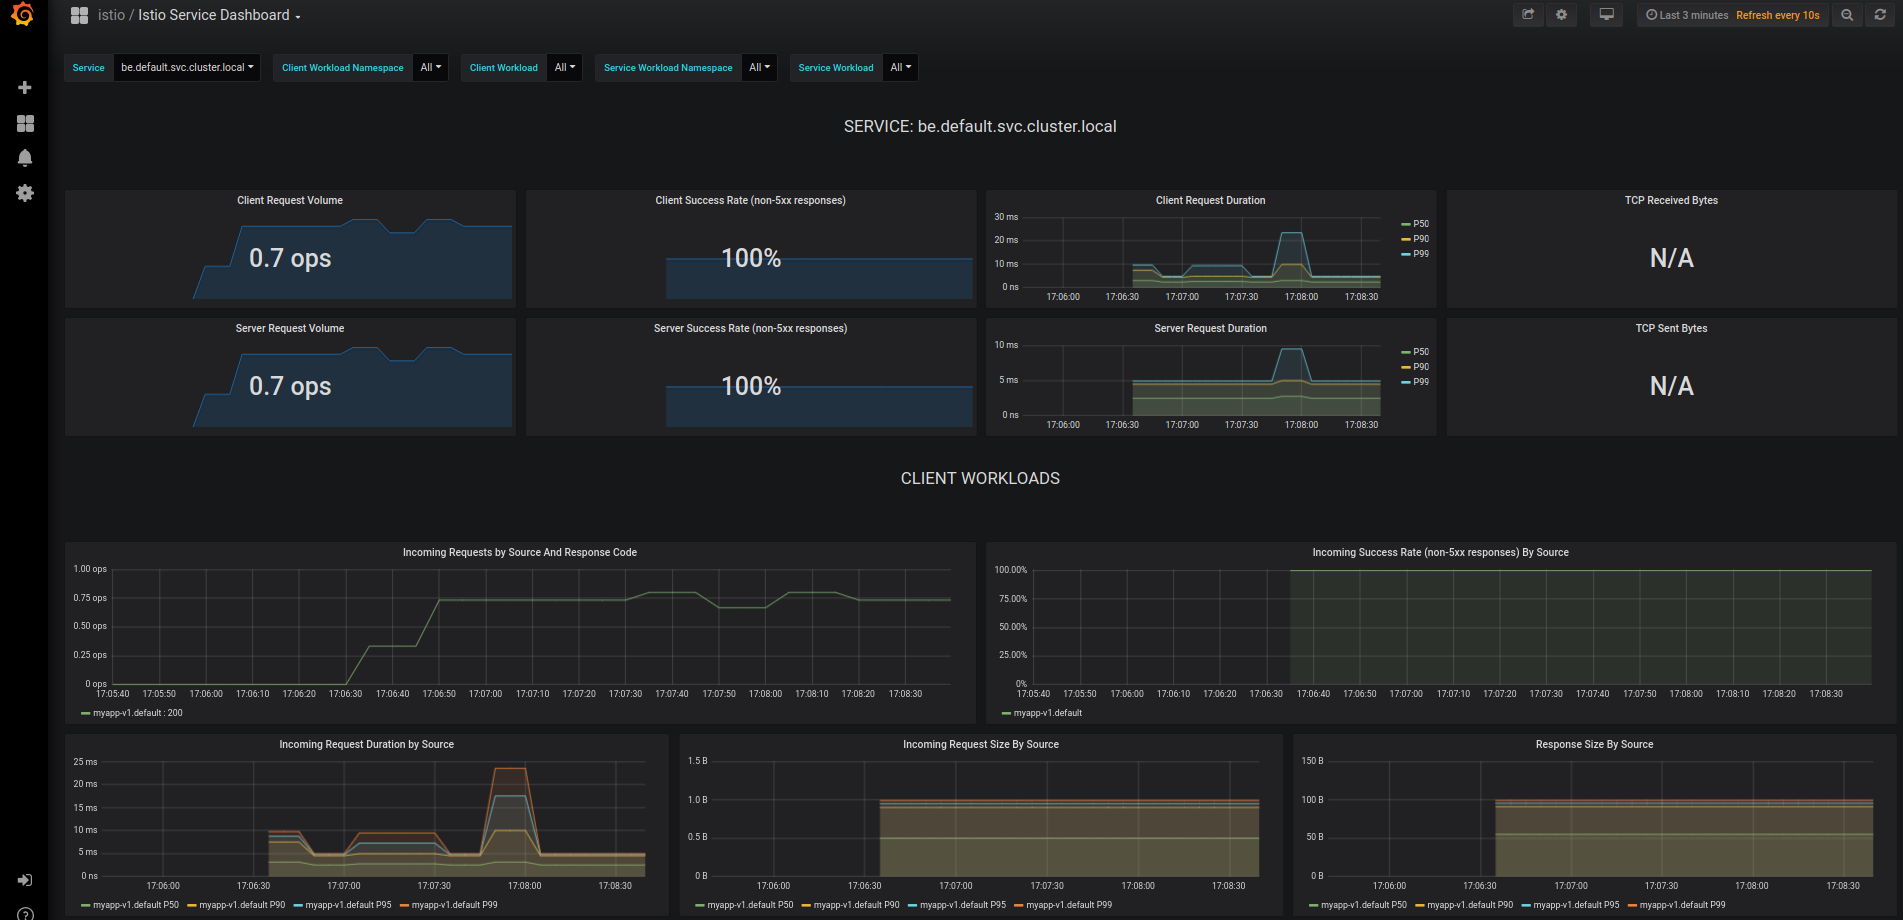 istio / Istio Service Dashboard
Last 3 minutes Refresh every 10s
Service be.default.svc.cluster.local Client Workload Namespace All Client Workload All Service Workload Namespace All Service Workload All
SERVICE: be.default.svc.cluster.local
Client Request Volume
0.7 ops
Client Success Rate (non-5xx responses)
100%
Client Request Duration
30 ms
20 ms
10 ms
0 ns
17:06:00 17:06:30 17:07:00 17:07:30 17:08:00 17:08:30
P50
P90
P99
TCP Received Bytes
N/A
Server Request Volume
0.7 ops
Server Success Rate (non-5xx responses)
100%
Server Request Duration
10 ms
5 ms
0 ns
17:06:00 17:06:30 17:07:00 17:07:30 17:08:00 17:08:30
P50
P90
P99
TCP Sent Bytes
N/A
CLIENT WORKLOADS
Incoming Requests by Source And Response Code
1.00 ops
0.75 ops
0.50 ops
0.25 ops
0 ops
17:05:40 17:05:50 17:06:00 17:06:10 17:06:20 17:06:30 17:06:40 17:06:50 17:07:00 17:07:10 17:07:20 17:07:30 17:07:40 17:07:50 17:08:00 17:08:10 17:08:20 17:08:30
myapp-v1.default : 200
Incoming Success Rate (non-5xx responses) By Source
100.00%
75.00%
50.00%
25.00%
0%
17:05:40 17:05:50 17:06:00 17:06:10 17:06:20 17:06:30 17:06:40 17:06:50 17:07:00 17:07:10 17:07:20 17:07:30 17:07:40 17:07:50 17:08:00 17:08:10 17:08:20 17:08:30
myapp-v1.default
Incoming Request Duration by Source
25 ms
20 ms
15 ms
10 ms
5 ms
0 ns
17:06:00 17:06:30 17:07:00 17:07:30 17:08:00 17:08:30
myapp-v1.default P50 myapp-v1.default P90 myapp-v1.default P95 myapp-v1.default P99
Incoming Request Size By Source
1.5 B
1.0 B
0.5 B
0 B
17:06:00 17:06:30 17:07:00 17:07:30 17:08:00 17:08:30
myapp-v1.default P50 myapp-v1.default P90 myapp-v1.default P95 myapp-v1.default P99
Response Size By Source
150 B
100 B
50 B
0 B
17:06:00 17:06:30 17:07:00 17:07:30 17:08:00 17:08:30
myapp-v1.default P50 myapp-v1.default P90 myapp-v1.default P95 myapp-v1.default P99